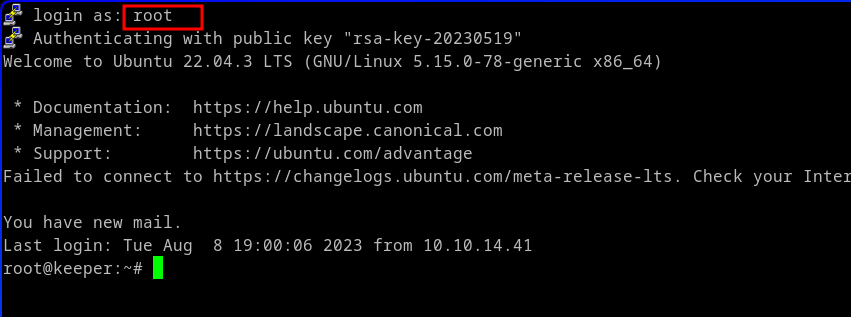 login as: root
Authenticating with public key "rsa-key-20230519"
Welcome to Ubuntu 22.04.3 LTS (GNU/Linux 5.15.0-78-generic x86_64)
* Documentation:  https://help.ubuntu.com
* Management:     https://landscape.canonical.com
* Support:        https://ubuntu.com/advantage
Failed to connect to https://changelogs.ubuntu.com/meta-release-lts. Check your Inter
You have new mail.
Last login: Tue Aug  8 19:00:06 2023 from 10.10.14.41
root@keeper:~#